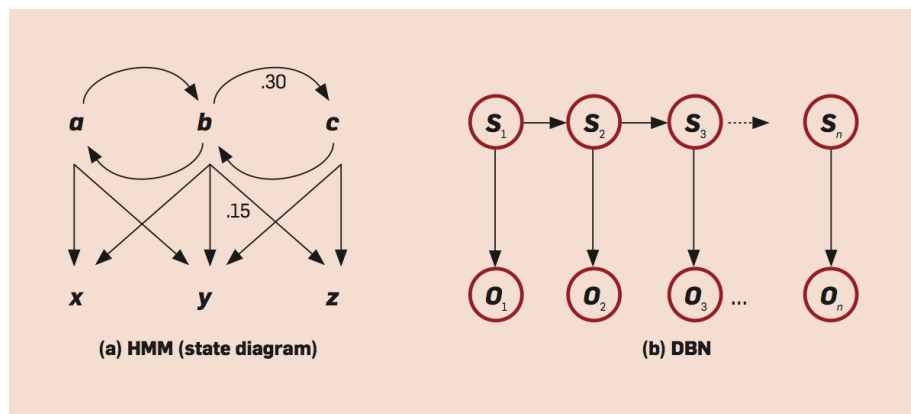 .30
a b c
.15
x y z
(a) HMM (state diagram)
S1 S2 S3 Sn
O1 O2 O3 ... On
(b) DBN